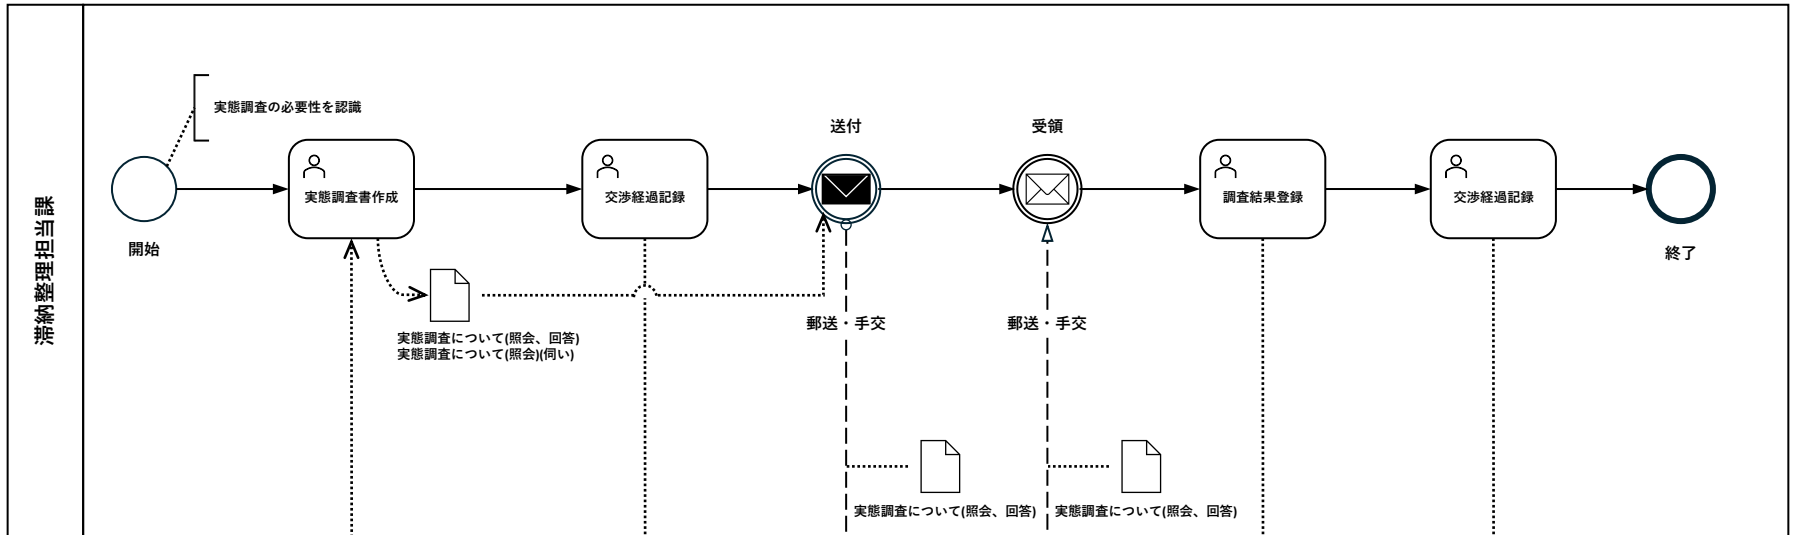 滞納整理担当課
実態調査の必要性を認識
開始
実態調査書作成
実態調査について(照会、回答)
実態調査について(照会)(伺い)
交渉経過記録
送付
郵送・手交
実態調査について(照会、回答)
受領
郵送・手交
実態調査について(照会、回答)
調査結果登録
交渉経過記録
終了